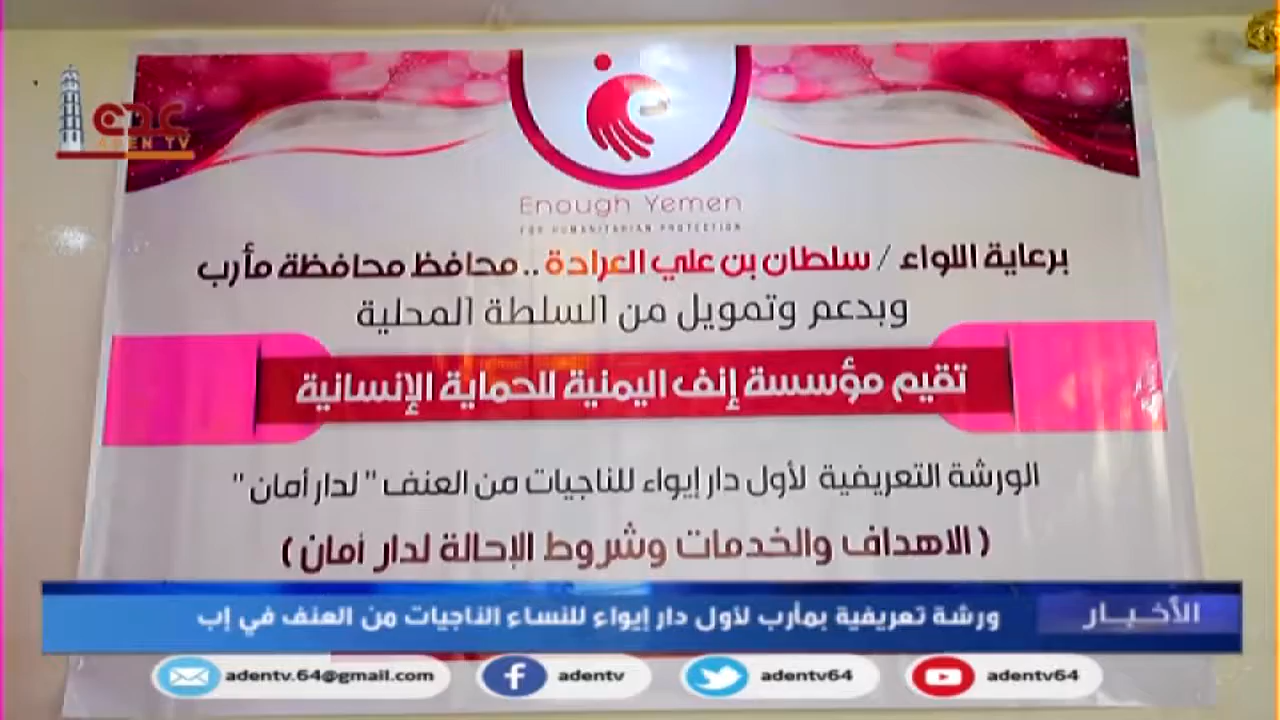 عدن
ADEN TV
Enough Yemen
FOR HUMANITARIAN PROTECTION
برعاية اللواء / سلطان بن علي العرادة .. محافظ محافظة مأرب
وبدعم وتمويل من السلطة المحلية
تقيم مؤسسة إنف اليمنية للحماية الإنسانية
الورشة التعريفية لأول دار إيواء للناجيات من العنف " لدار أمان "
( الاهداف والخدمات وشروط الإحالة لدار أمان )
الأخبار
ورشة تعريفية بمأرب لأول دار إيواء للنساء الناجيات من العنف في إب
adentv.64@gmail.com
adentv
adentv64
adentv64